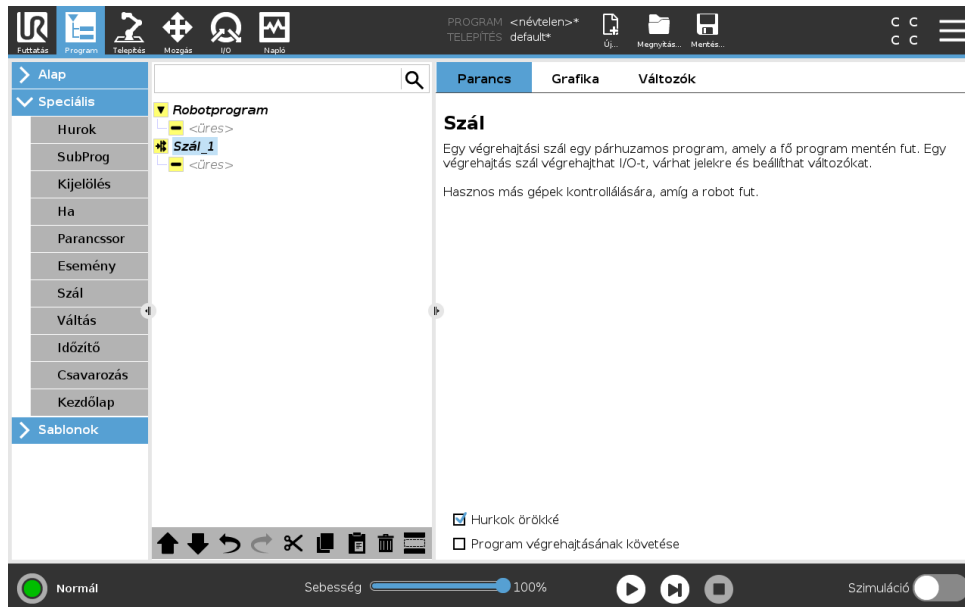 PROGRAM <névtelen>*
TELEPÍTÉS default*
Futtatás Program Telepítés Mozgás I/O Napló
Új... Megnyitás... Mentés...
C C
C C
Alap
Speciális
Hurok
SubProg
Kijelölés
Ha
Parancssor
Esemény
Szál
Váltás
Időzítő
Csavarozás
Kezdőlap
Sablonok
Robotprogram
<üres>
Szál_1
<üres>
Parancs Grafika Változók
Szál
Egy végrehajtási szál egy párhuzamos program, amely a fő program mentén fut. Egy
végrehajtás szál végrehajthat I/O-t, várhat jelekre és beállíthat változókat.
Hasznos más gépek kontrollálására, amíg a robot fut.
Hurkok örökké
Program végrehajtásának követése
Normál
Sebesség 100%
Szimuláció